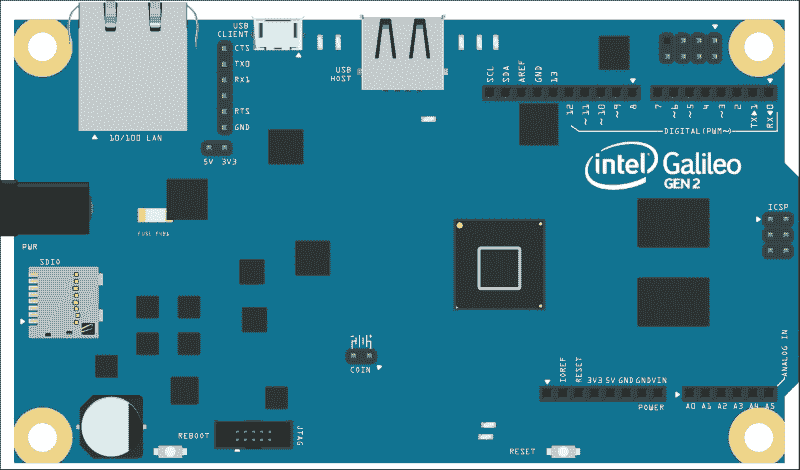 USB
CLIENT
CTS
TX0
RX1
RTS
GND
5V 3V3
10/100 LAN
USB
HOST
SCL
SDA
AREF
GND
13
12
~11
~10
~9
8
7
~6
~5
4
~3
2
TX 1
RX 0
DIGITAL (PWM~)
intel Galileo
GEN 2
ICSP
PWR
SDIO
COIN
IOREF
RESET
3V3 5V GND GND VIN
POWER
ANALOG IN
A0 A1 A2 A3 A4 A5
REBOOT
JTAG
RESET